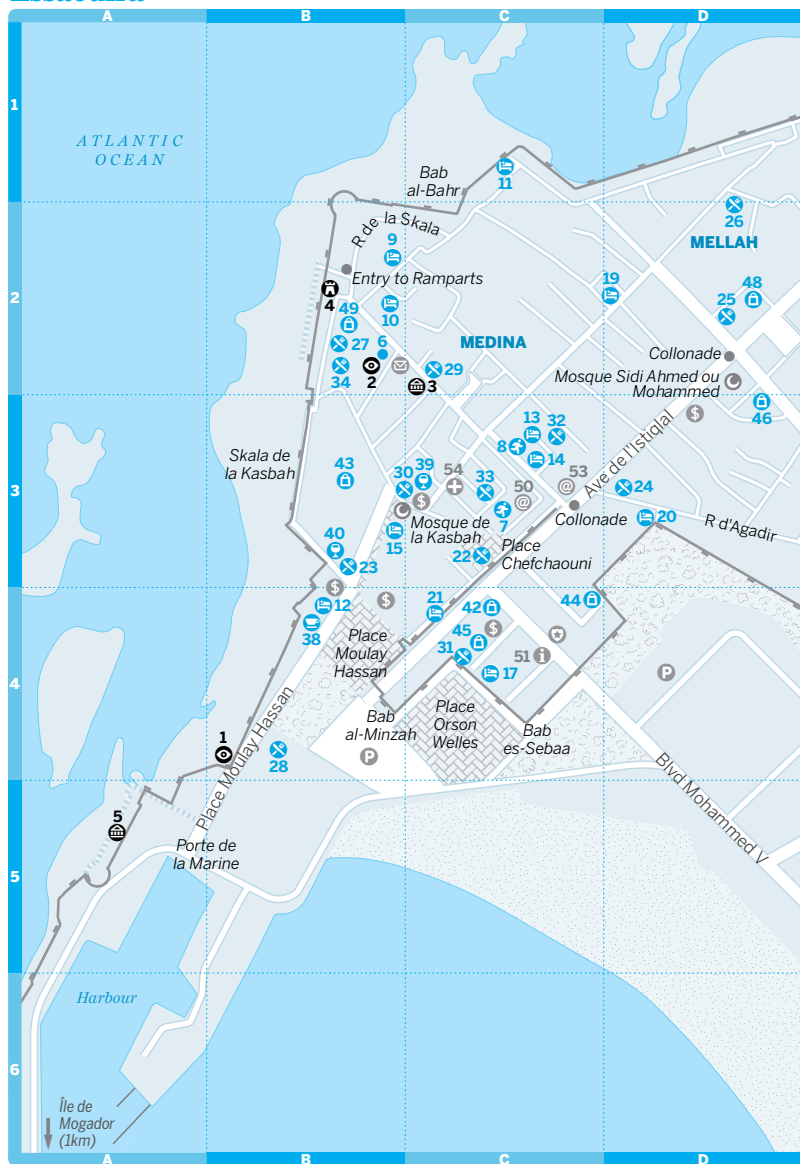 A
B
C
D
1
ATLANTIC
OCEAN
Bab
al-Bahr
11
R de la Skala
26
MELLAH
9
Entry to Ramparts
19
48
2
4
10
25
49
6
27
MEDINA
Collonade
34
2
3
29
Mosque Sidi Ahmed ou
Mohammed
46
13
32
8
14
Skala de
la Kasbah
43
39
54
30
33
50
53
Ave de l'Istiqlal
24
3
Mosque de
la Kasbah
7
Collonade
20
R d'Agadir
15
40
22
Place
Chefchaouni
23
12
21
42
44
38
Place
Moulay
Hassan
45
31
51
17
4
Place Moulay Hassan
1
Bab
al-Minzah
Place
Orson
Welles
Bab
es-Sebaa
P
P
28
Blvd Mohammed V
5
Porte de
la Marine
5
Harbour
6
Île de
Mogador
(1km)
A
B
C
D